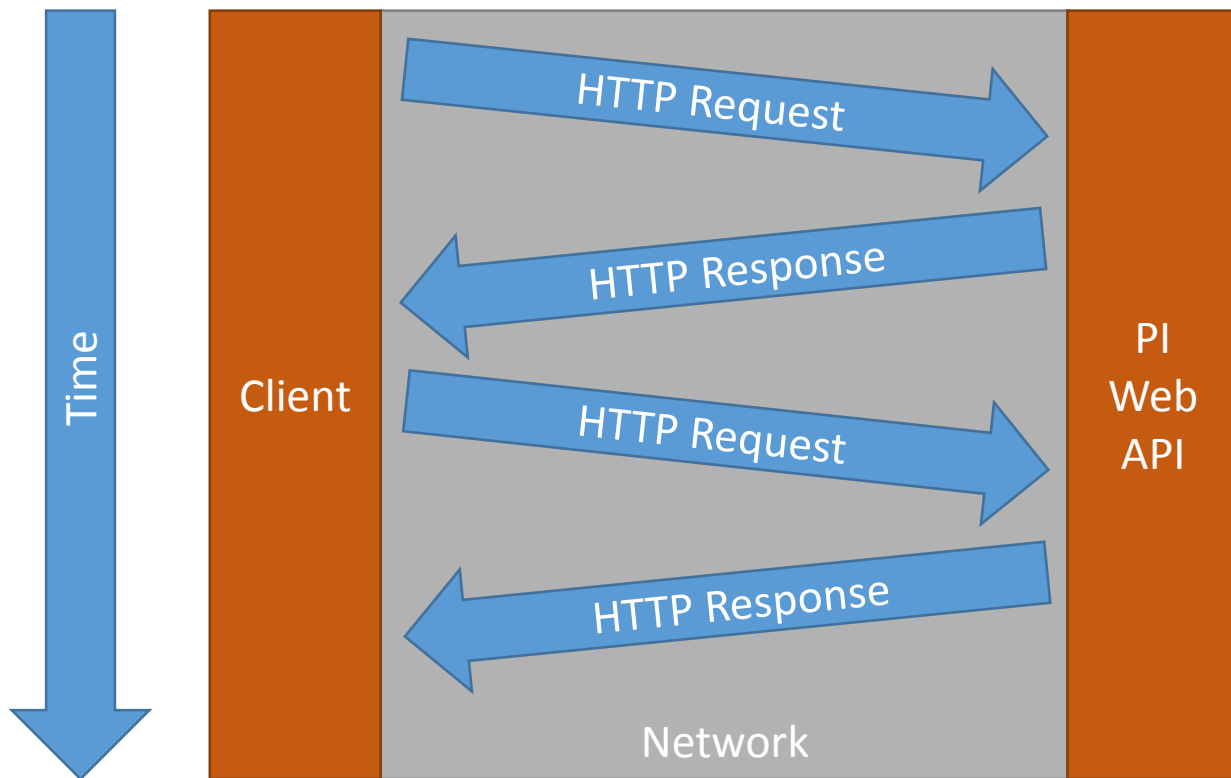 Time
Client
HTTP Request
HTTP Response
HTTP Request
HTTP Response
Network
PI
Web
API